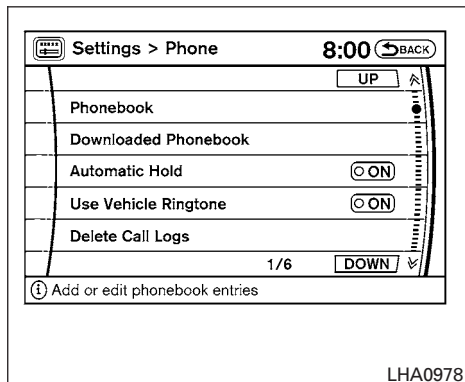 Settings > Phone 8:00 BACK
UP
Phonebook
Downloaded Phonebook
Automatic Hold ON
Use Vehicle Ringtone ON
Delete Call Logs
1/6 DOWN
i Add or edit phonebook entries
LHA0978